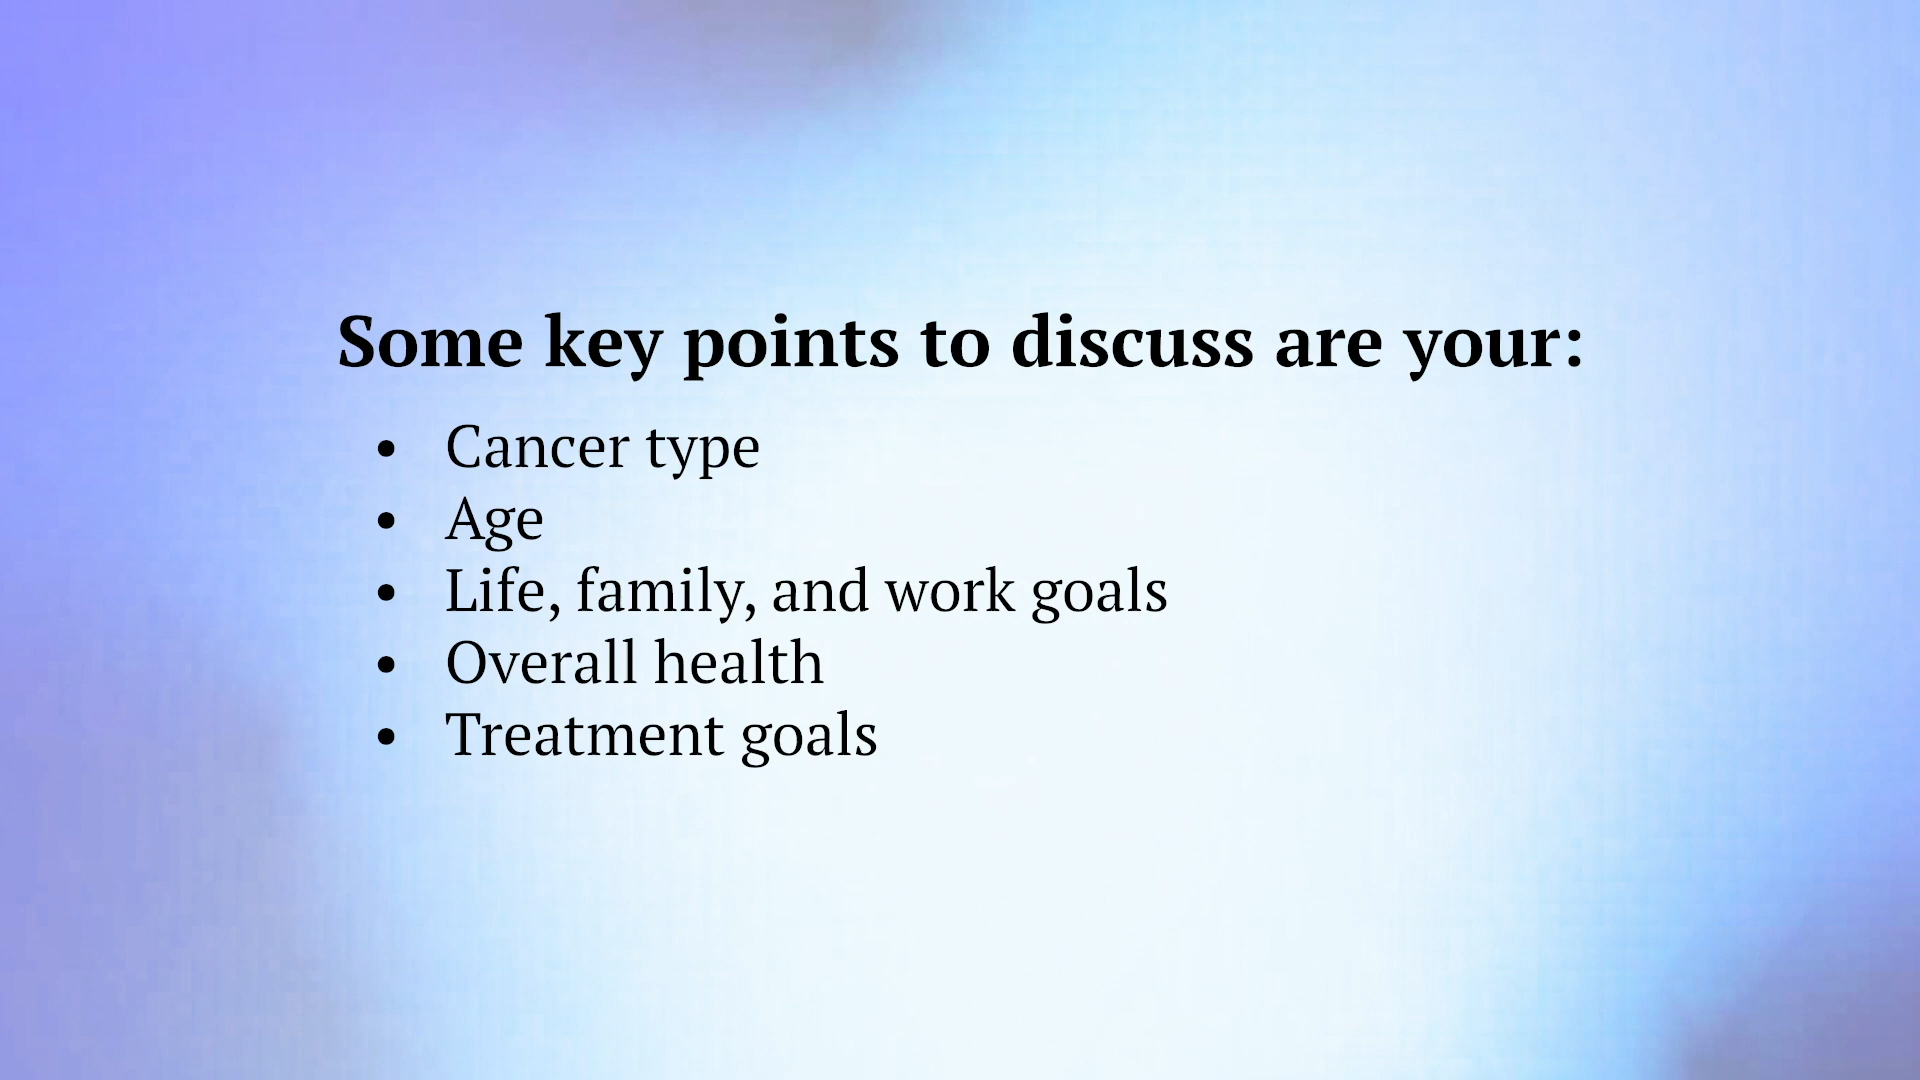 Some key points to discuss are your:
• Cancer type
• Age
• Life, family, and work goals
• Overall health
• Treatment goals